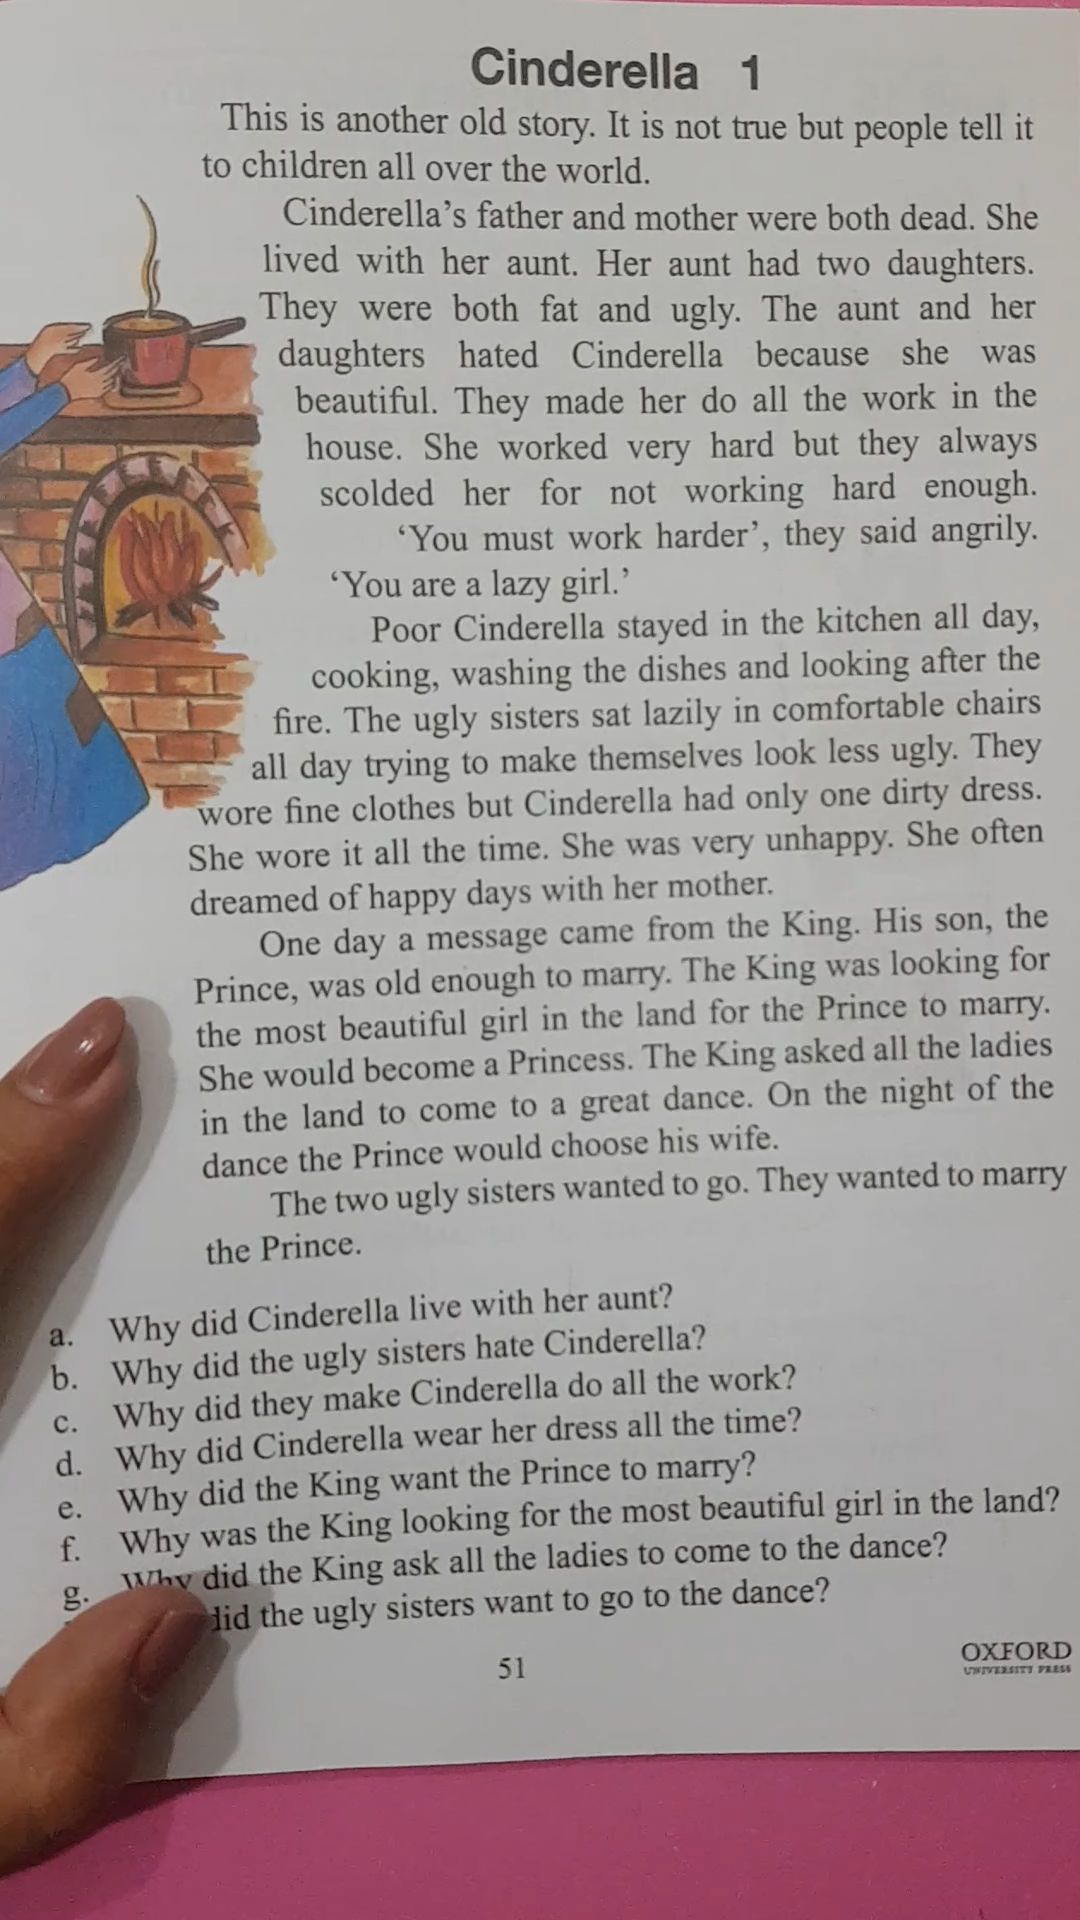 Cinderella 1
This is another old story. It is not true but people tell it
to children all over the world.
Cinderella's father and mother were both dead. She
lived with her aunt. Her aunt had two daughters.
They were both fat and ugly. The aunt and her
daughters hated Cinderella because she was
beautiful. They made her do all the work in the
house. She worked very hard but they always
scolded her for not working hard enough.
'You must work harder', they said angrily.
'You are a lazy girl.'
Poor Cinderella stayed in the kitchen all day,
cooking, washing the dishes and looking after the
fire. The ugly sisters sat lazily in comfortable chairs
all day trying to make themselves look less ugly. They
wore fine clothes but Cinderella had only one dirty dress.
She wore it all the time. She was very unhappy. She often
dreamed of happy days with her mother.
One day a message came from the King. His son, the
Prince, was old enough to marry. The King was looking for
the most beautiful girl in the land for the Prince to marry.
She would become a Princess. The King asked all the ladies
in the land to come to a great dance. On the night of the
dance the Prince would choose his wife.
The two ugly sisters wanted to go. They wanted to marry
the Prince.
a. Why did Cinderella live with her aunt?
b. Why did the ugly sisters hate Cinderella?
c. Why did they make Cinderella do all the work?
d. Why did Cinderella wear her dress all the time?
e. Why did the King want the Prince to marry?
f. Why was the King looking for the most beautiful girl in the land?
g. Why did the King ask all the ladies to come to the dance?
did the ugly sisters want to go to the dance?
51
OXFORD
UNIVERSITY PRESS